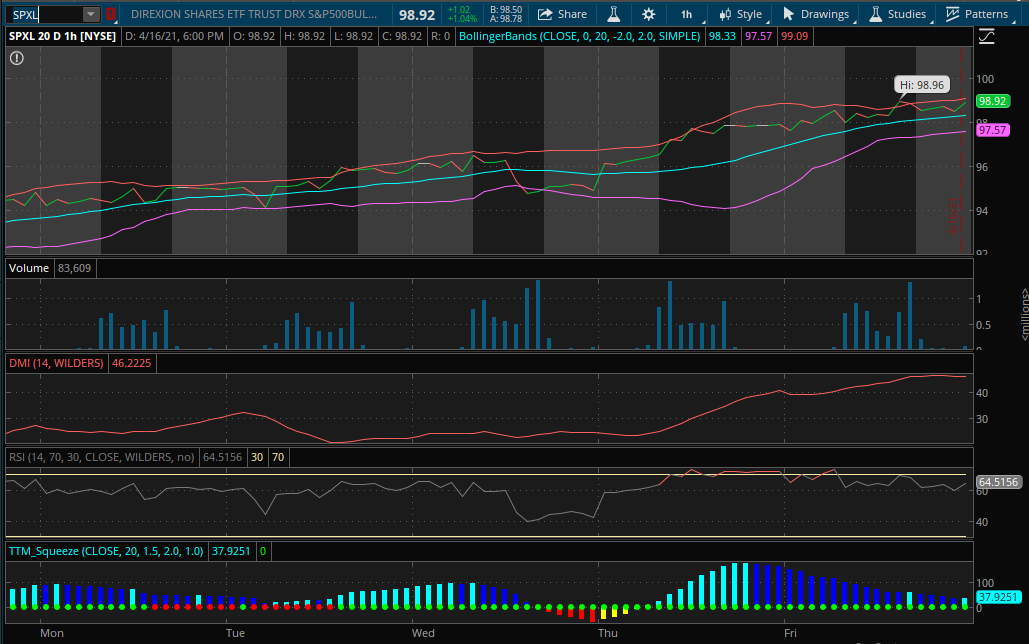 SPXL
DIREXION SHARES ETF TRUST DRX S&P500BUL... 98.92 +1.02 +1.04% B: 98.50 A: 98.78 Share 1h Style Drawings Studies Patterns
SPXL 20 D 1h [NYSE] D: 4/16/21, 6:00 PM O: 98.92 H: 98.92 L: 98.92 C: 98.92 R: 0 BollingerBands (CLOSE, 0, 20, -2.0, 2.0, SIMPLE) 98.33 97.57 99.09
100
Hi: 98.96
98.92
98
97.57
96
94
92
Volume 83,609
1
0.5
0
<millions>
DMI (14, WILDERS) 46.2225
40
30
RSI (14, 70, 30, CLOSE, WILDERS, no) 64.5156 30 70
64.5156
60
40
TTM_Squeeze (CLOSE, 20, 1.5, 2.0, 1.0) 37.9251 0
100
37.9251
0
Mon Tue Wed Thu Fri